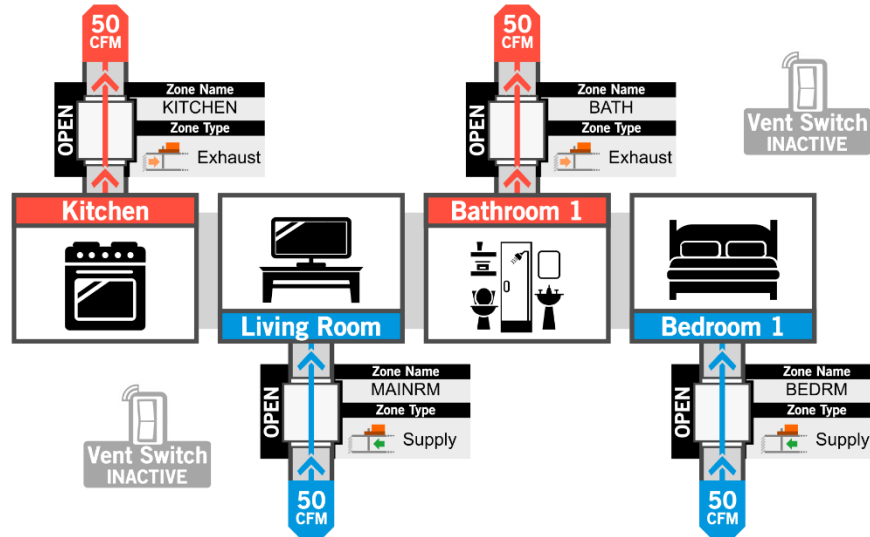 50
CFM
OPEN
Zone Name
KITCHEN
Zone Type
Exhaust
Kitchen
50
CFM
OPEN
Zone Name
BATH
Zone Type
Exhaust
Bathroom 1
Vent Switch
INACTIVE
Living Room
OPEN
Zone Name
MAINRM
Zone Type
Supply
50
CFM
Bedroom 1
OPEN
Zone Name
BEDRM
Zone Type
Supply
50
CFM
Vent Switch
INACTIVE